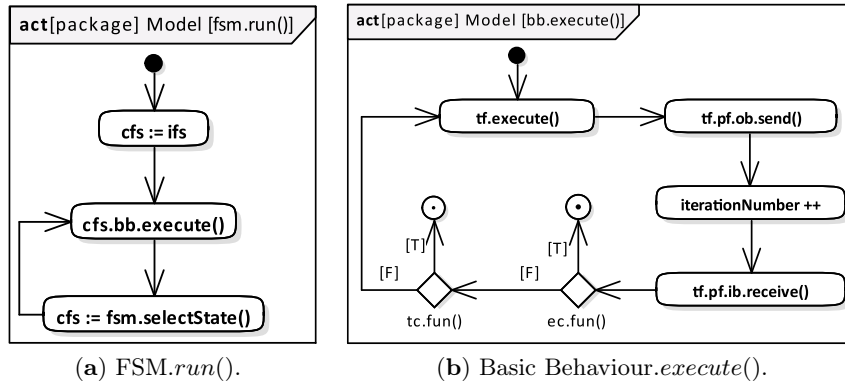 act[package] Model [fsm.run()]
cfs := ifs
cfs.bb.execute()
cfs := fsm.selectState()
(a) FSM.run().
act[package] Model [bb.execute()]
tf.execute()
tf.pf.ob.send()
iterationNumber ++
tf.pf.ib.receive()
[T]
[T]
[F]
[F]
tc.fun()
ec.fun()
(b) Basic Behaviour.execute().